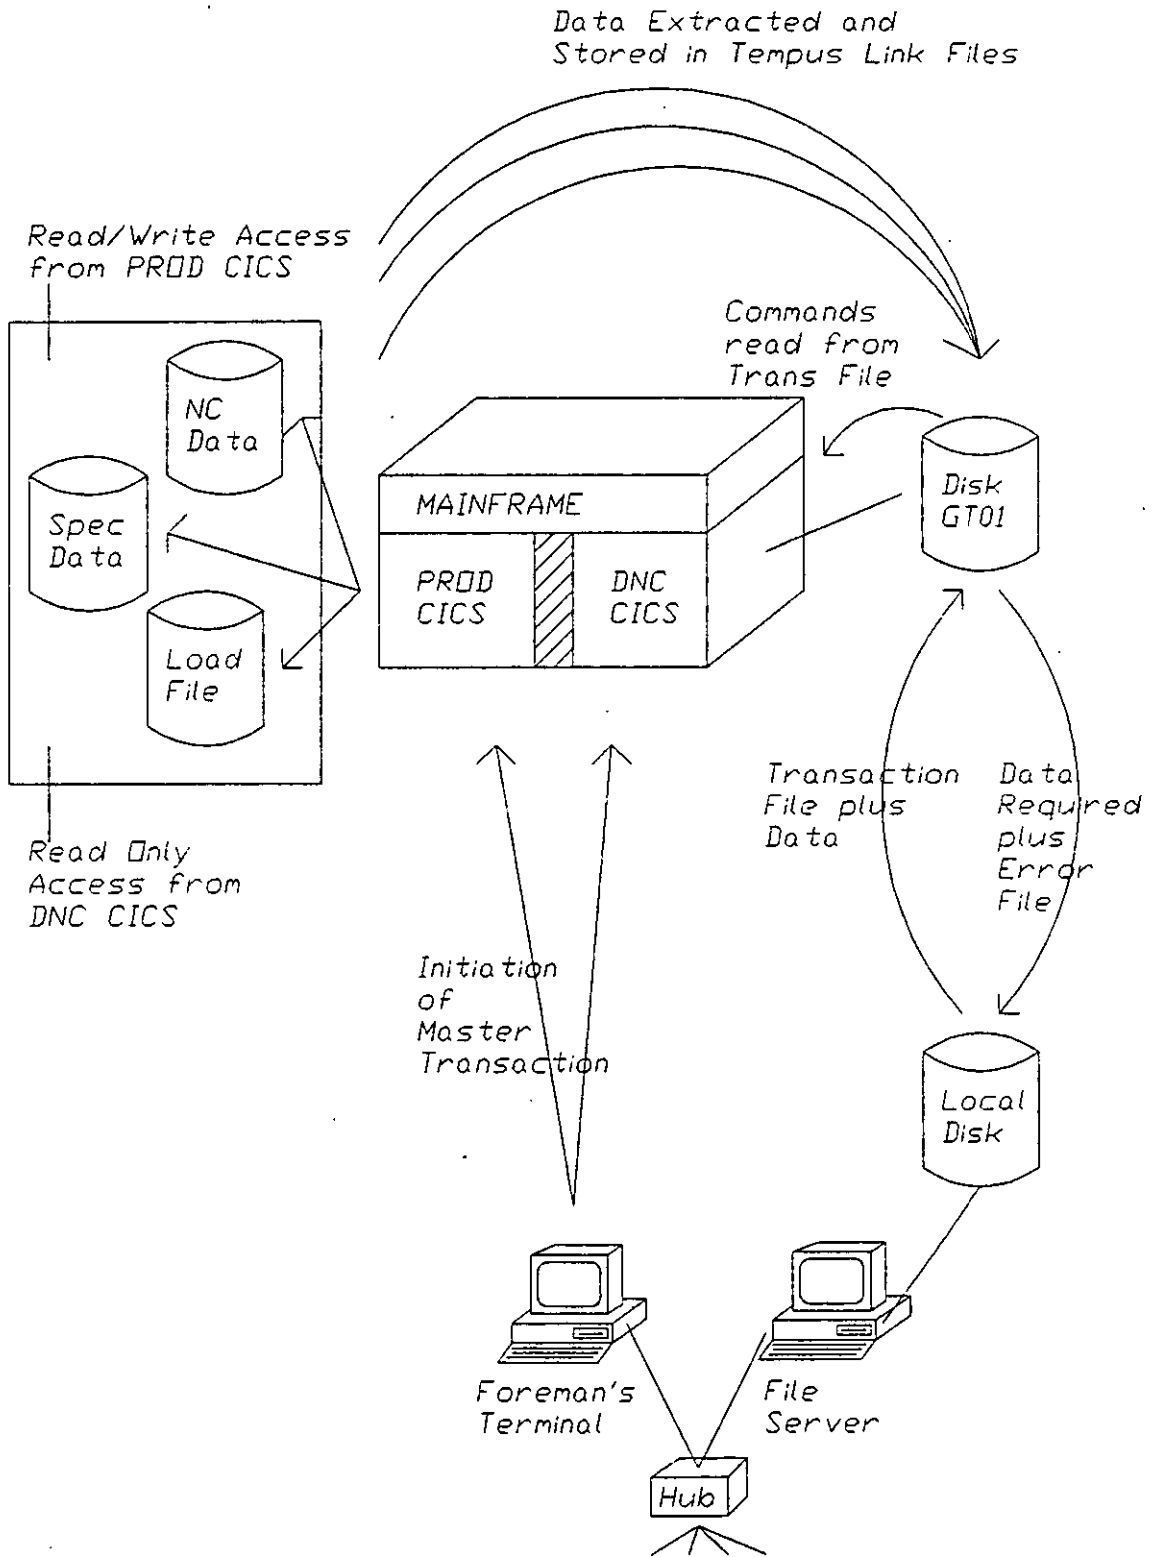 Data Extracted and
Stored in Tempus Link Files
Read/Write Access
from PROD CICS
Commands
read from
Trans File
NC
Data
Spec
Data
Load
File
MAINFRAME
PROD
CICS
DNC
CICS
Disk
GT01
Transaction
File plus
Data
Data
Required
plus
Error
File
Read Only
Access from
DNC CICS
Initiation
of
Master
Transaction
Local
Disk
Foreman's
Terminal
File
Server
Hub